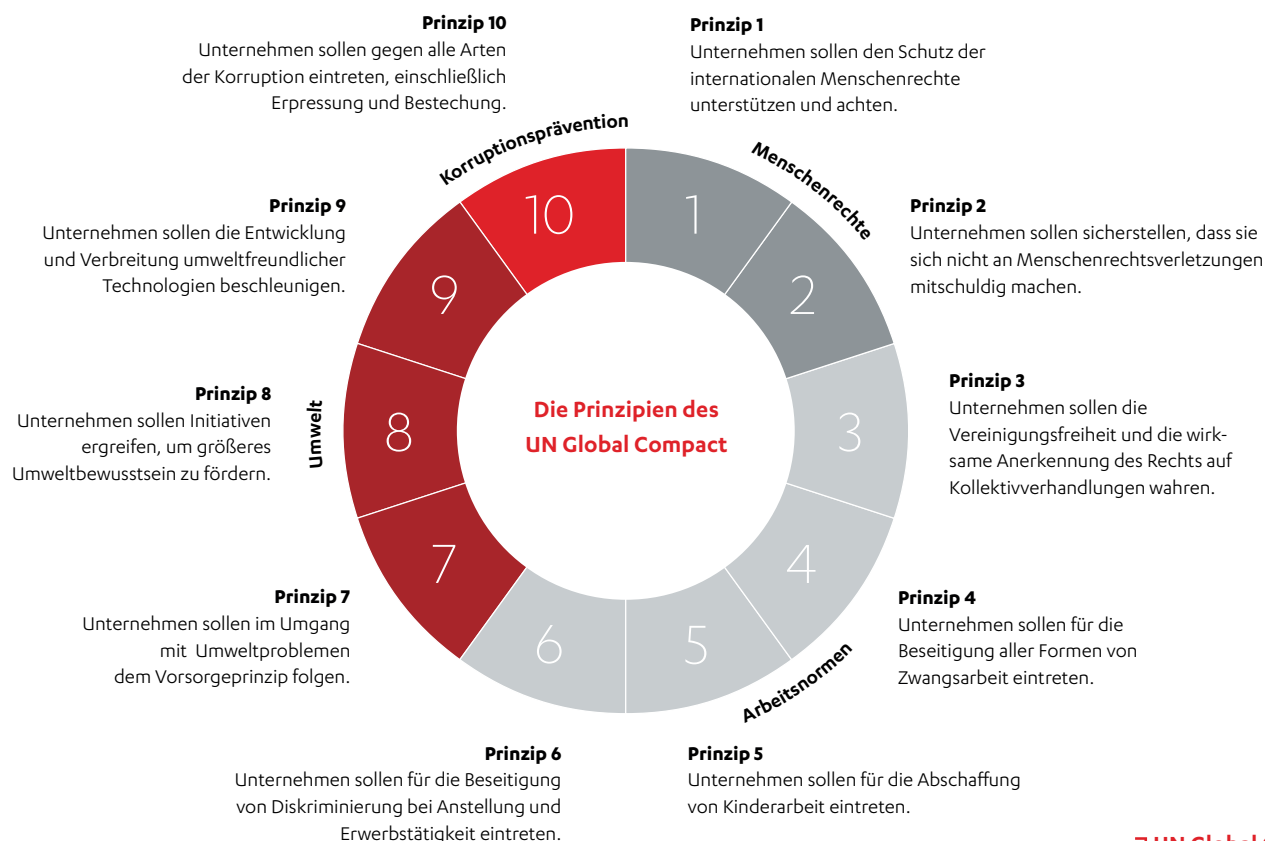 Prinzip 1
Unternehmen sollen den Schutz der
internationalen Menschenrechte
unterstützen und achten.
Menschenrechte
Prinzip 2
Unternehmen sollen sicherstellen, dass sie
sich nicht an Menschenrechtsverletzungen
mitschuldig machen.
Prinzip 3
Unternehmen sollen die
Vereinigungsfreiheit und die wirk-
same Anerkennung des Rechts auf
Kollektivverhandlungen wahren.
Prinzip 4
Unternehmen sollen für die
Beseitigung aller Formen von
Zwangsarbeit eintreten.
Arbeitsnormen
Prinzip 5
Unternehmen sollen für die Abschaffung
von Kinderarbeit eintreten.
Prinzip 6
Unternehmen sollen für die Beseitigung
von Diskriminierung bei Anstellung und
Erwerbstätigkeit eintreten.
Prinzip 7
Unternehmen sollen im Umgang
mit Umweltproblemen
dem Vorsorgeprinzip folgen.
Umwelt
Prinzip 8
Unternehmen sollen Initiativen
ergreifen, um größeres
Umweltbewusstsein zu fördern.
Prinzip 9
Unternehmen sollen die Entwicklung
und Verbreitung umweltfreundlicher
Technologien beschleunigen.
Korruptionsprävention
Prinzip 10
Unternehmen sollen gegen alle Arten
der Korruption eintreten, einschließlich
Erpressung und Bestechung.
1
2
3
4
5
6
7
8
9
10
Die Prinzipien des
UN Global Compact
UN Global